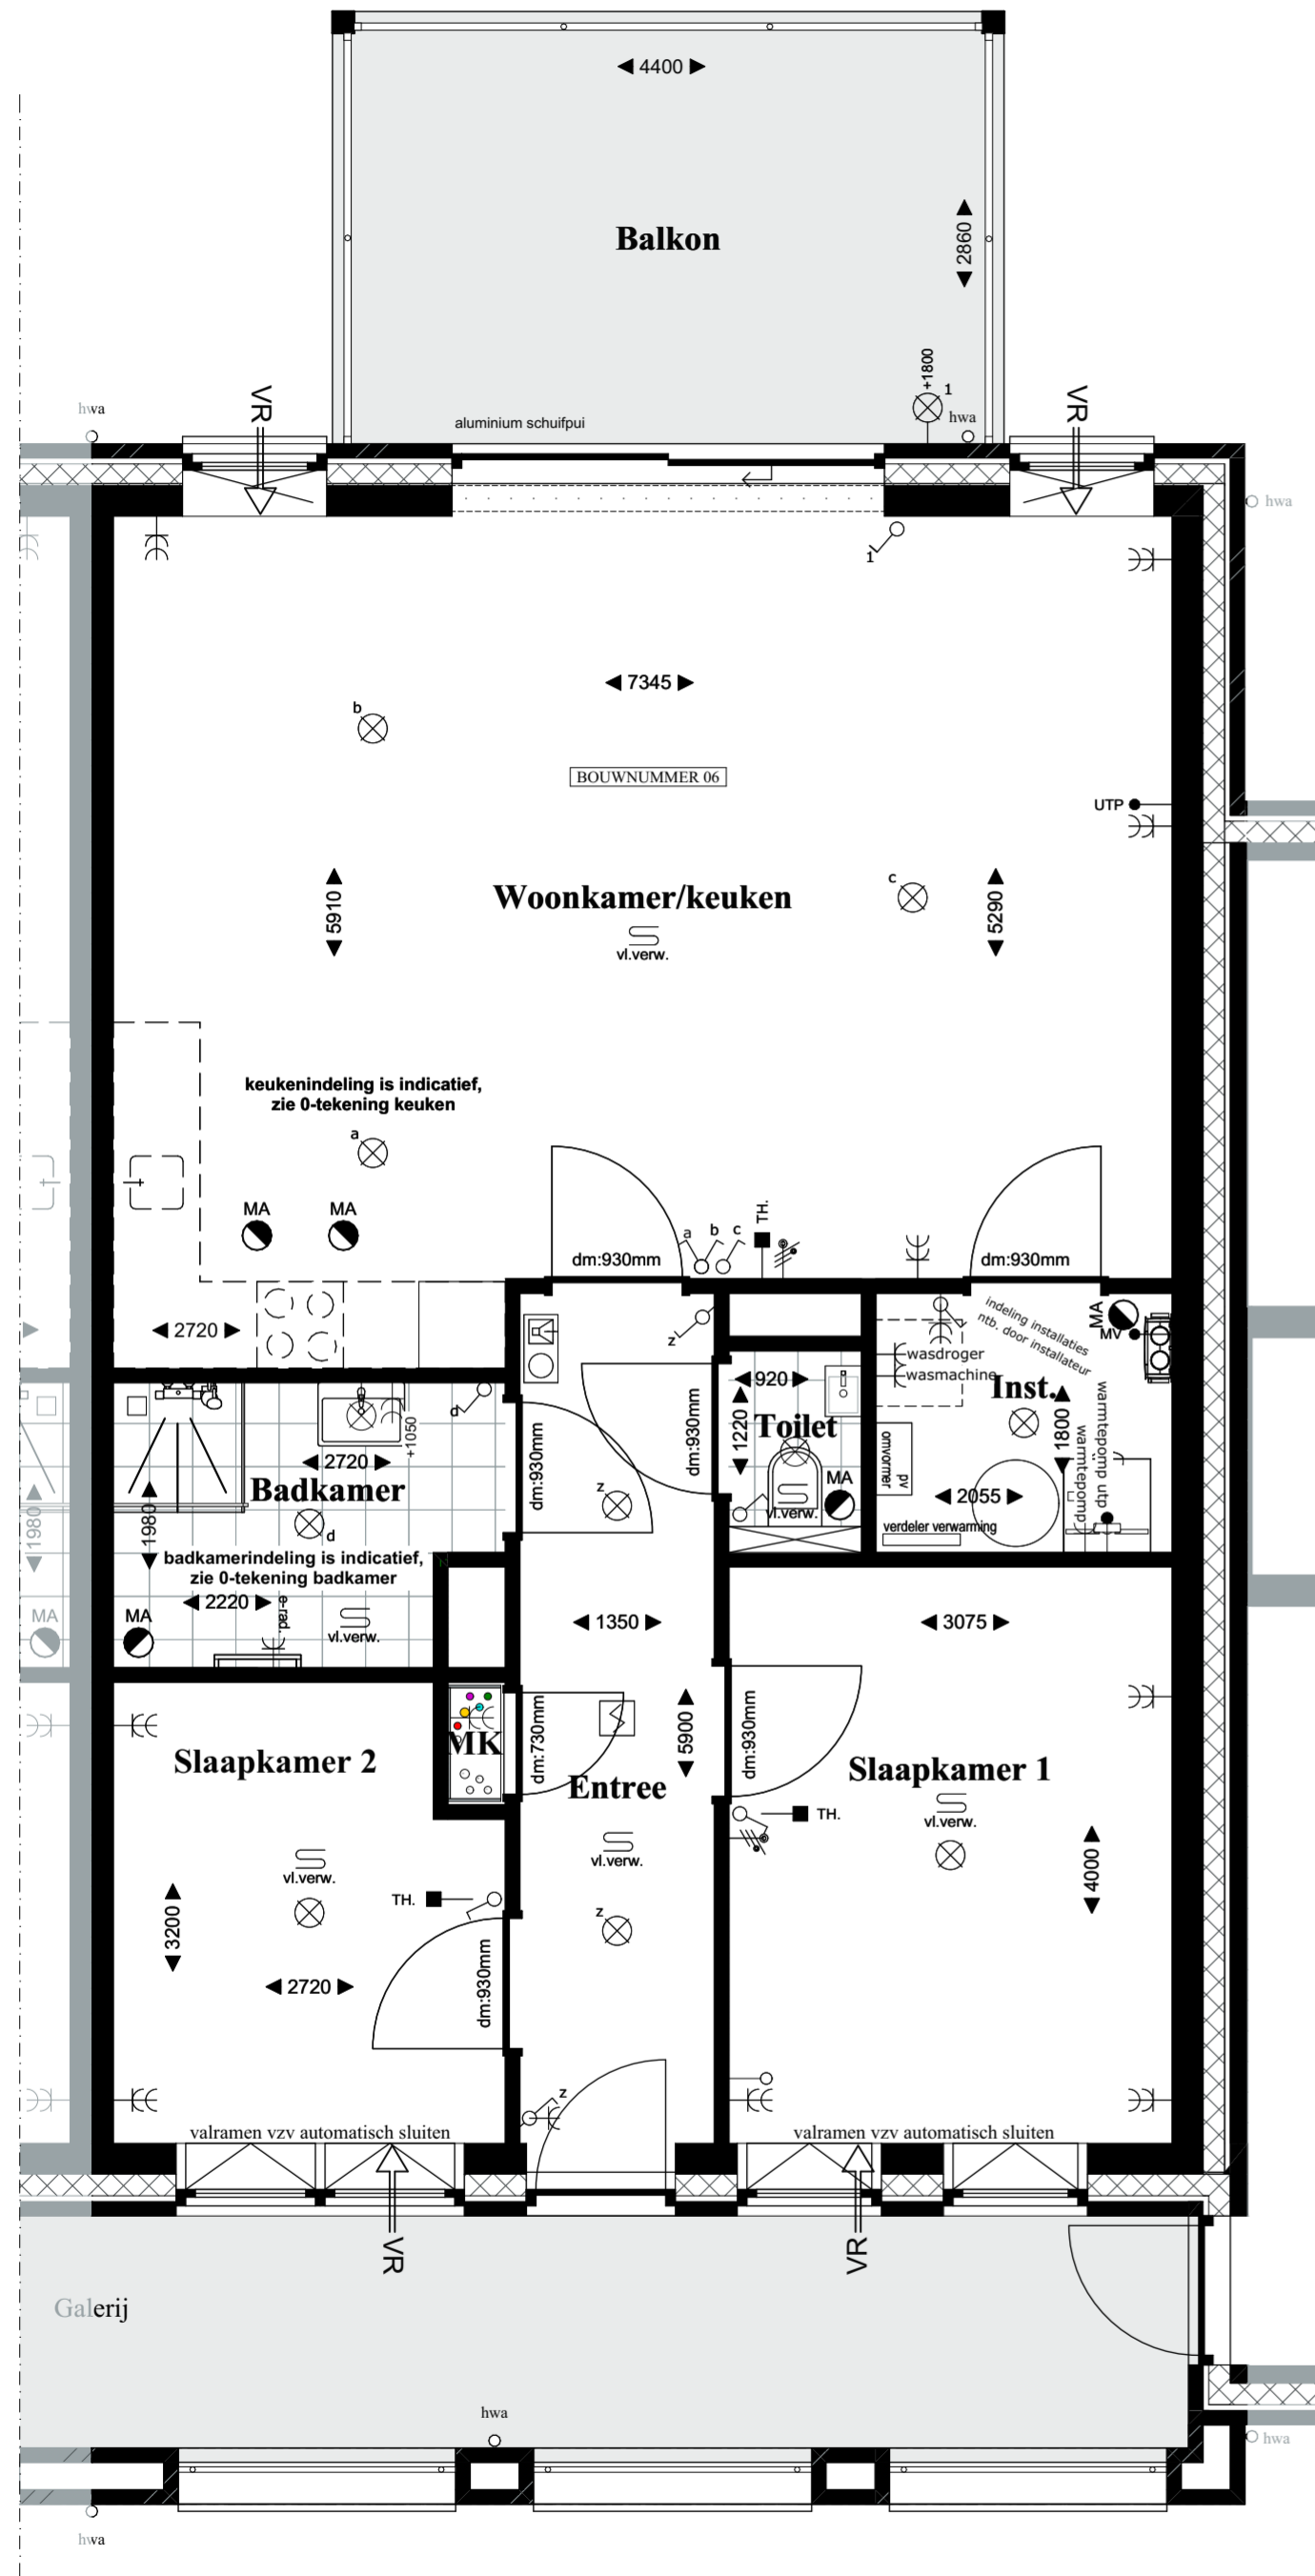 4400
Balkon
2860
+1800
1
hwa
VR
aluminium schuifpui
hwa
VR
hwa
1
7345
b
BOUWNUMMER 06
UTP
Woonkamer/keuken
c
5910
5290
vl.verw.
keukenindeling is indicatief,
zie 0-tekening keuken
a
MA
MA
a
b
c
TH.
dm:930mm
dm:930mm
2720
z
indeling installaties
ntb. door installateur
MA
MV
wasdroger
wasmachine
Inst.
920
1220
Toilet
dm:930mm
dm:930mm
1800
warmtepomp utp
warmtepomp
d
+1050
2720
Badkamer
1980
1980
z
MA
vl.verw.
omvormer
pv
2055
verdeler verwarming
d
badkamerindeling is indicatief,
zie 0-tekening badkamer
2220
e-rad.
MA
MA
vl.verw.
1350
3075
dm:730mm
5900
dm:930mm
MK
Slaapkamer 2
Entree
Slaapkamer 1
vl.verw.
TH.
vl.verw.
vl.verw.
4000
TH.
z
3200
2720
dm:930mm
z
valramen vzv automatisch sluiten
valramen vzv automatisch sluiten
VR
VR
Galerij
hwa
hwa
hwa